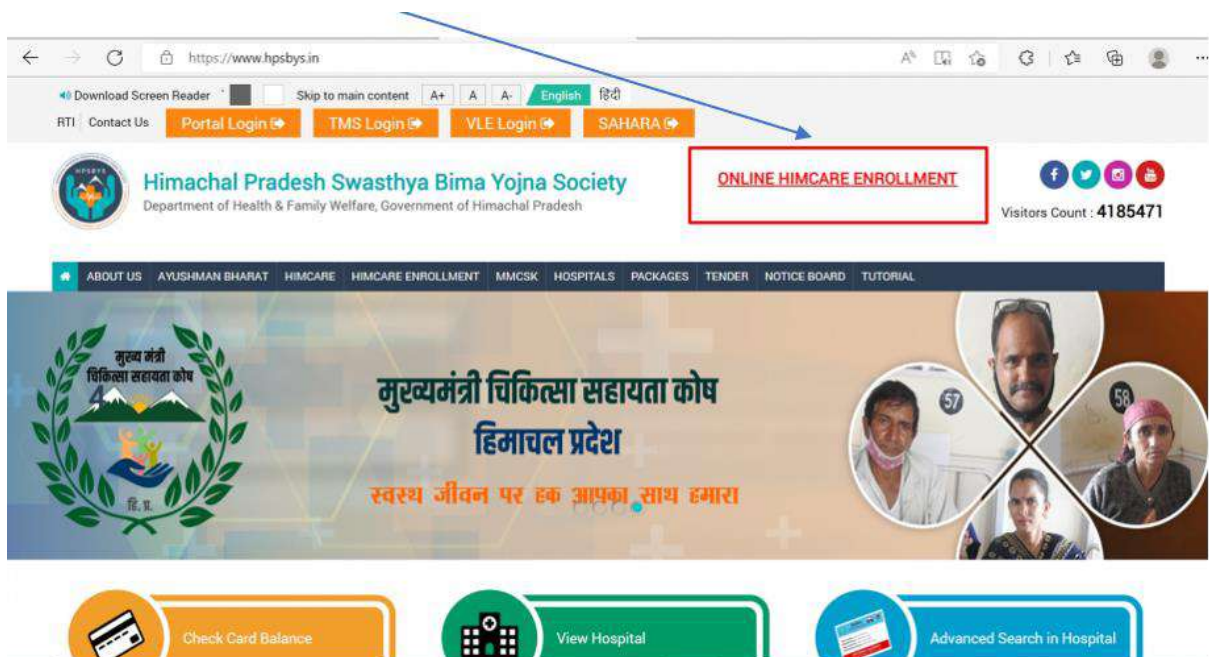 https://www.hpsbys.in
Download Screen Reader Skip to main content A+ A A- English हिंदी
RTI Contact Us Portal Login TMS Login VLE Login SAHARA
HPSBYS
Himachal Pradesh Swasthya Bima Yojna Society
Department of Health & Family Welfare, Government of Himachal Pradesh
ONLINE HIMCARE ENROLLMENT
Visitors Count : 4185471
ABOUT US AYUSHMAN BHARAT HIMCARE HIMCARE ENROLLMENT MMCSK HOSPITALS PACKAGES TENDER NOTICE BOARD TUTORIAL
मुख्य मंत्री
चिकित्सा सहायता कोष
हि. प्र.
मुख्यमंत्री चिकित्सा सहायता कोष
हिमाचल प्रदेश
स्वस्थ जीवन पर हक आपका साथ हमारा
57
58
Check Card Balance
View Hospital
Advanced Search in Hospital